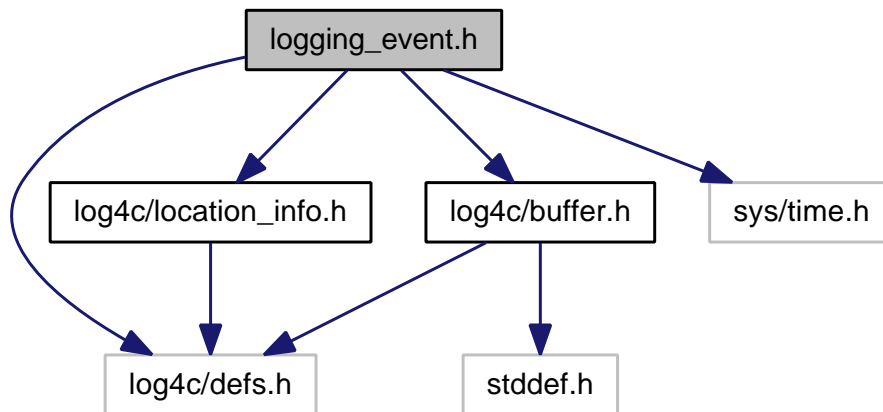 logging_event.h
log4c/location_info.h
log4c/buffer.h
sys/time.h
log4c/defs.h
stddef.h